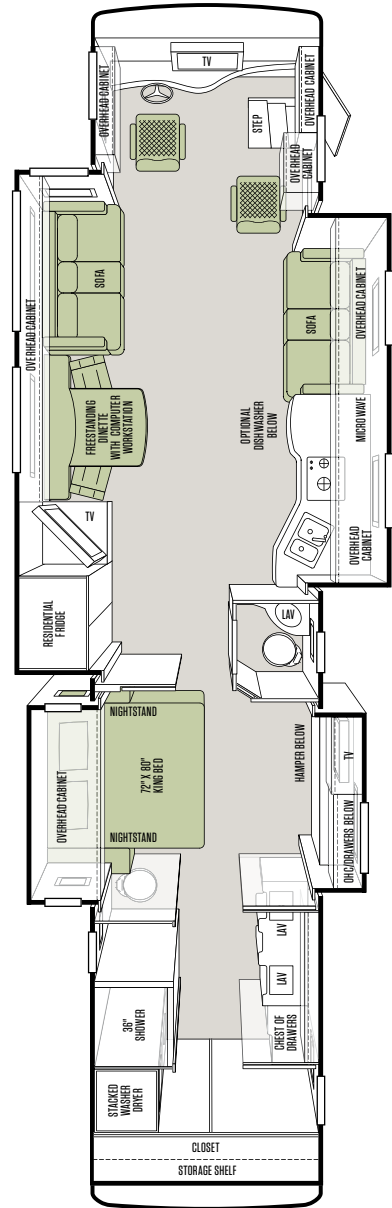 TV
OVERHEAD CABINET
OVERHEAD CABINET
STEP
OVERHEAD
CABINET
OVERHEAD CABINET
SOFA
SOFA
OVERHEAD CABINET
FREESTANDING
DINETTE
WITH COMPUTER
WORKSTATION
OPTIONAL
DISHWASHER
BELOW
MICROWAVE
TV
OVERHEAD
CABINET
RESIDENTIAL
FRIDGE
LAV
NIGHTSTAND
OVERHEAD CABINET
72" X 80"
KING BED
NIGHTSTAND
HAMPER BELOW
TV
OHC/DRAWERS BELOW
LAV
LAV
36"
SHOWER
CHEST OF
DRAWERS
STACKED
WASHER
DRYER
CLOSET
STORAGE SHELF